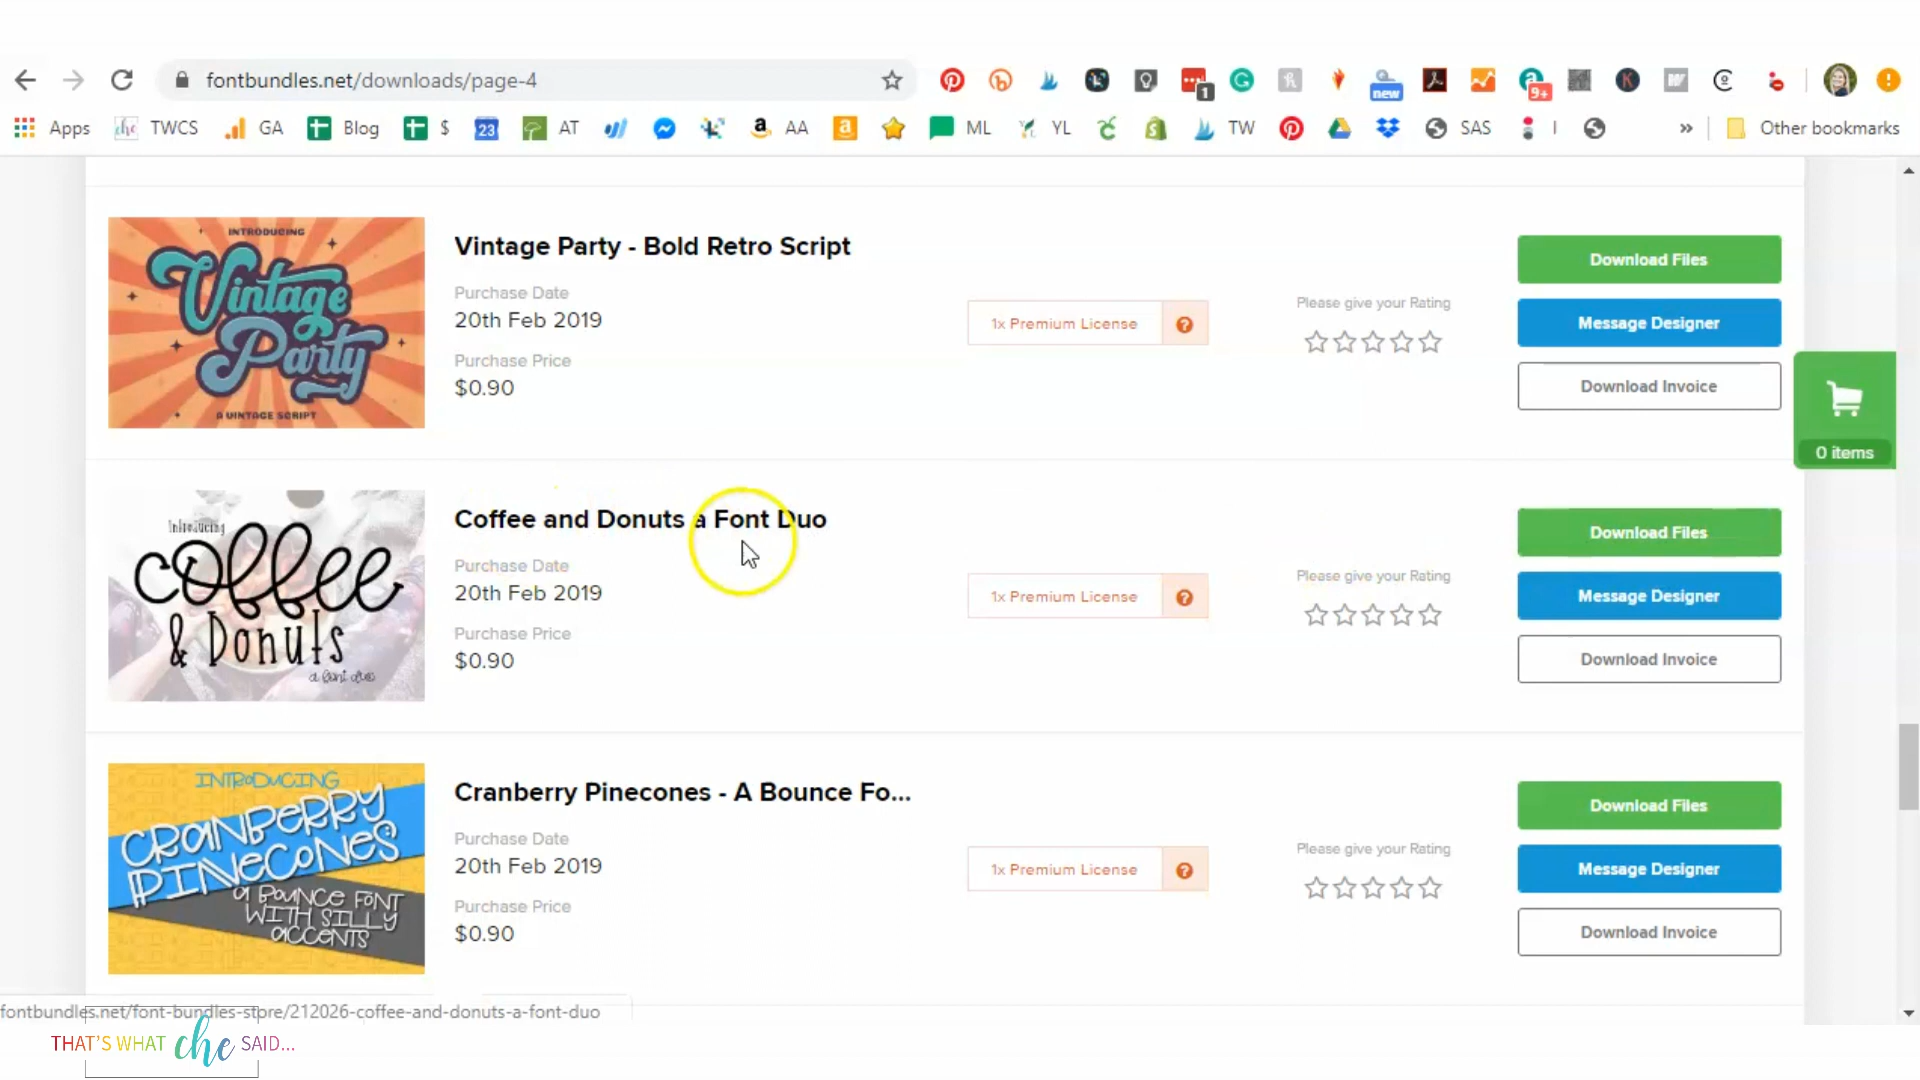 fontbundles.net/downloads/page-4
1
new
9+
Apps
che
TWCS
GA
Blog
$
23
AT
AA
ML
YL
TW
SAS
I
»
Other bookmarks
INTRODUCING
Vintage
Party
A VINTAGE SCRIPT
Vintage Party - Bold Retro Script
Purchase Date
20th Feb 2019
Purchase Price
$0.90
1x Premium License
?
Please give your Rating
Download Files
Message Designer
Download Invoice
0 items
Introducing
coffee
& Donuts
a font duo
Coffee and Donuts a Font Duo
Purchase Date
20th Feb 2019
Purchase Price
$0.90
1x Premium License
?
Please give your Rating
Download Files
Message Designer
Download Invoice
INTRODUCING
CRANBERRY
PINECONES
a BOUNCE FONT
WITH SILLY
aCCENTS
Cranberry Pinecones - A Bounce Fo...
Purchase Date
20th Feb 2019
Purchase Price
$0.90
1x Premium License
?
Please give your Rating
Download Files
Message Designer
Download Invoice
fontbundles.net/font-bundles-store/212026-coffee-and-donuts-a-font-duo
THAT'S WHAT che SAID...